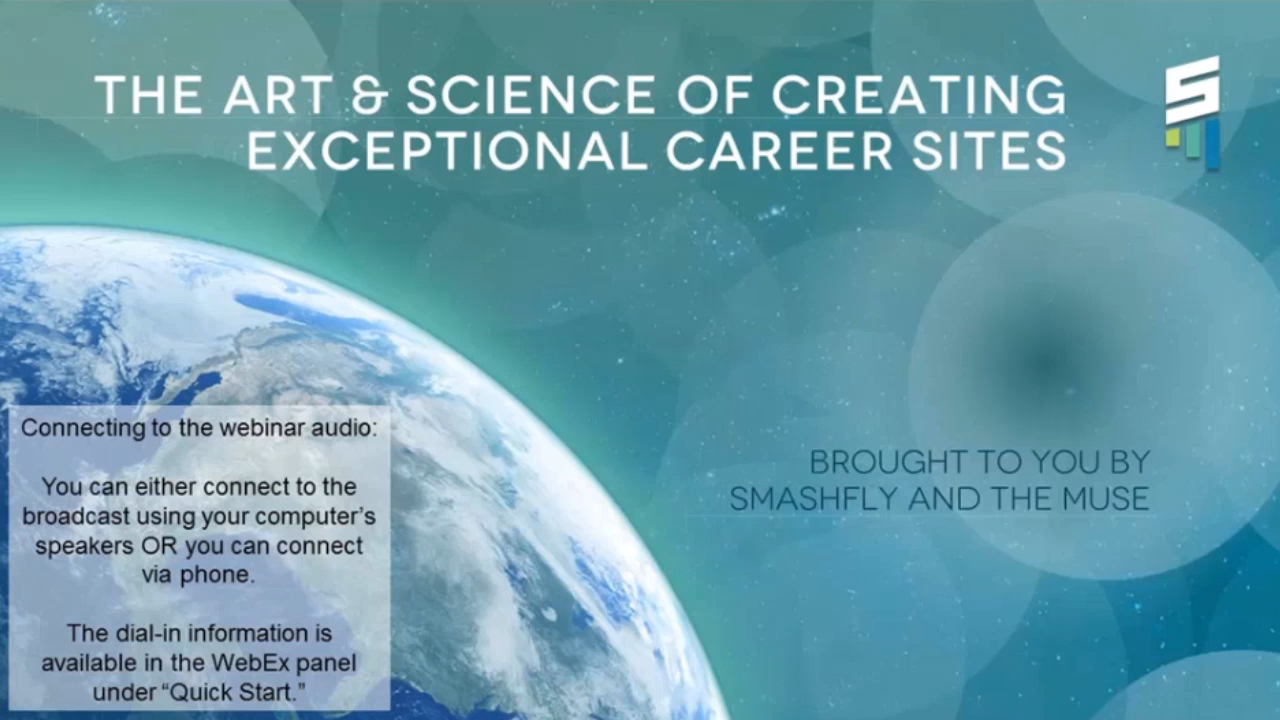 THE ART & SCIENCE OF CREATING
EXCEPTIONAL CAREER SITES
BROUGHT TO YOU BY
SMASHFLY AND THE MUSE
Connecting to the webinar audio:
You can either connect to the
broadcast using your computer’s
speakers OR you can connect
via phone.
The dial-in information is
available in the WebEx panel
under “Quick Start.”